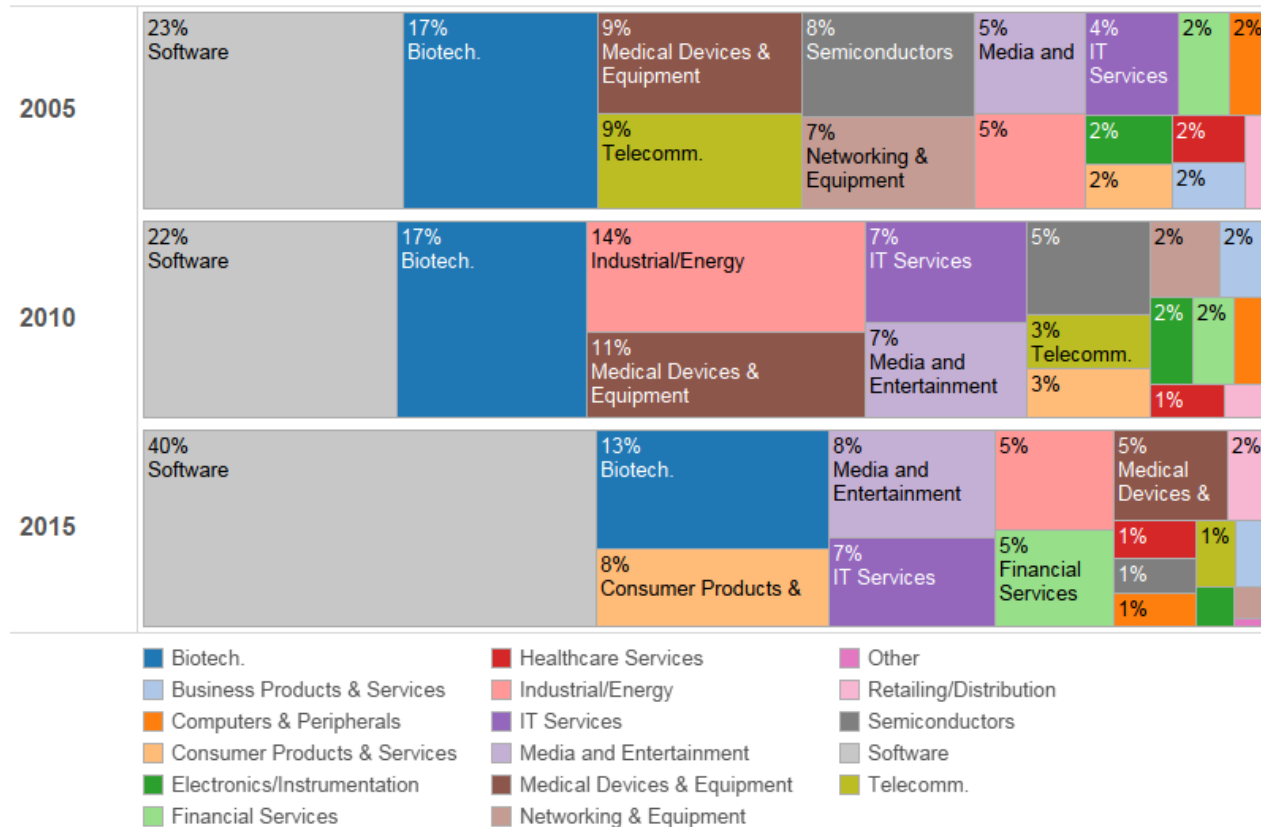 2005
23%
Software
17%
Biotech.
9%
Medical Devices &
Equipment
9%
Telecomm.
8%
Semiconductors
7%
Networking &
Equipment
5%
Media and
5%
4%
IT
Services
2%
2%
2%
2%
2%
2%
2010
22%
Software
17%
Biotech.
14%
Industrial/Energy
11%
Medical Devices &
Equipment
7%
IT Services
7%
Media and
Entertainment
5%
3%
Telecomm.
3%
2%
2%
2%
2%
1%
2015
40%
Software
13%
Biotech.
8%
Consumer Products &
8%
Media and
Entertainment
7%
IT Services
5%
5%
Financial
Services
5%
Medical
Devices &
2%
1%
1%
1%
1%
Biotech.
Business Products & Services
Computers & Peripherals
Consumer Products & Services
Electronics/Instrumentation
Financial Services
Healthcare Services
Industrial/Energy
IT Services
Media and Entertainment
Medical Devices & Equipment
Networking & Equipment
Other
Retailing/Distribution
Semiconductors
Software
Telecomm.